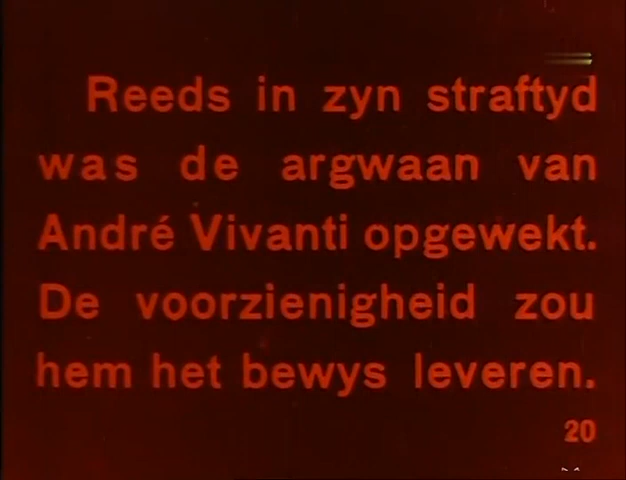 Reeds in zyn straftyd
was de argwaan van
André Vivanti opgewekt.
De voorzienigheid zou
hem het bewys leveren.
20